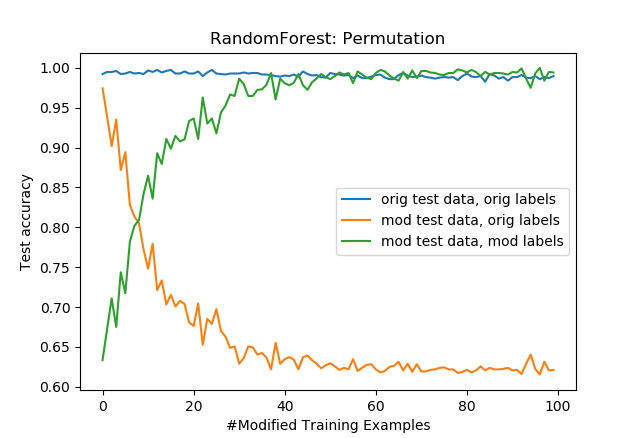 RandomForest: Permutation
Test accuracy
1.00
0.95
0.90
0.85
0.80
0.75
0.70
0.65
0.60
orig test data, orig labels
mod test data, orig labels
mod test data, mod labels
0 20 40 60 80 100
#Modified Training Examples